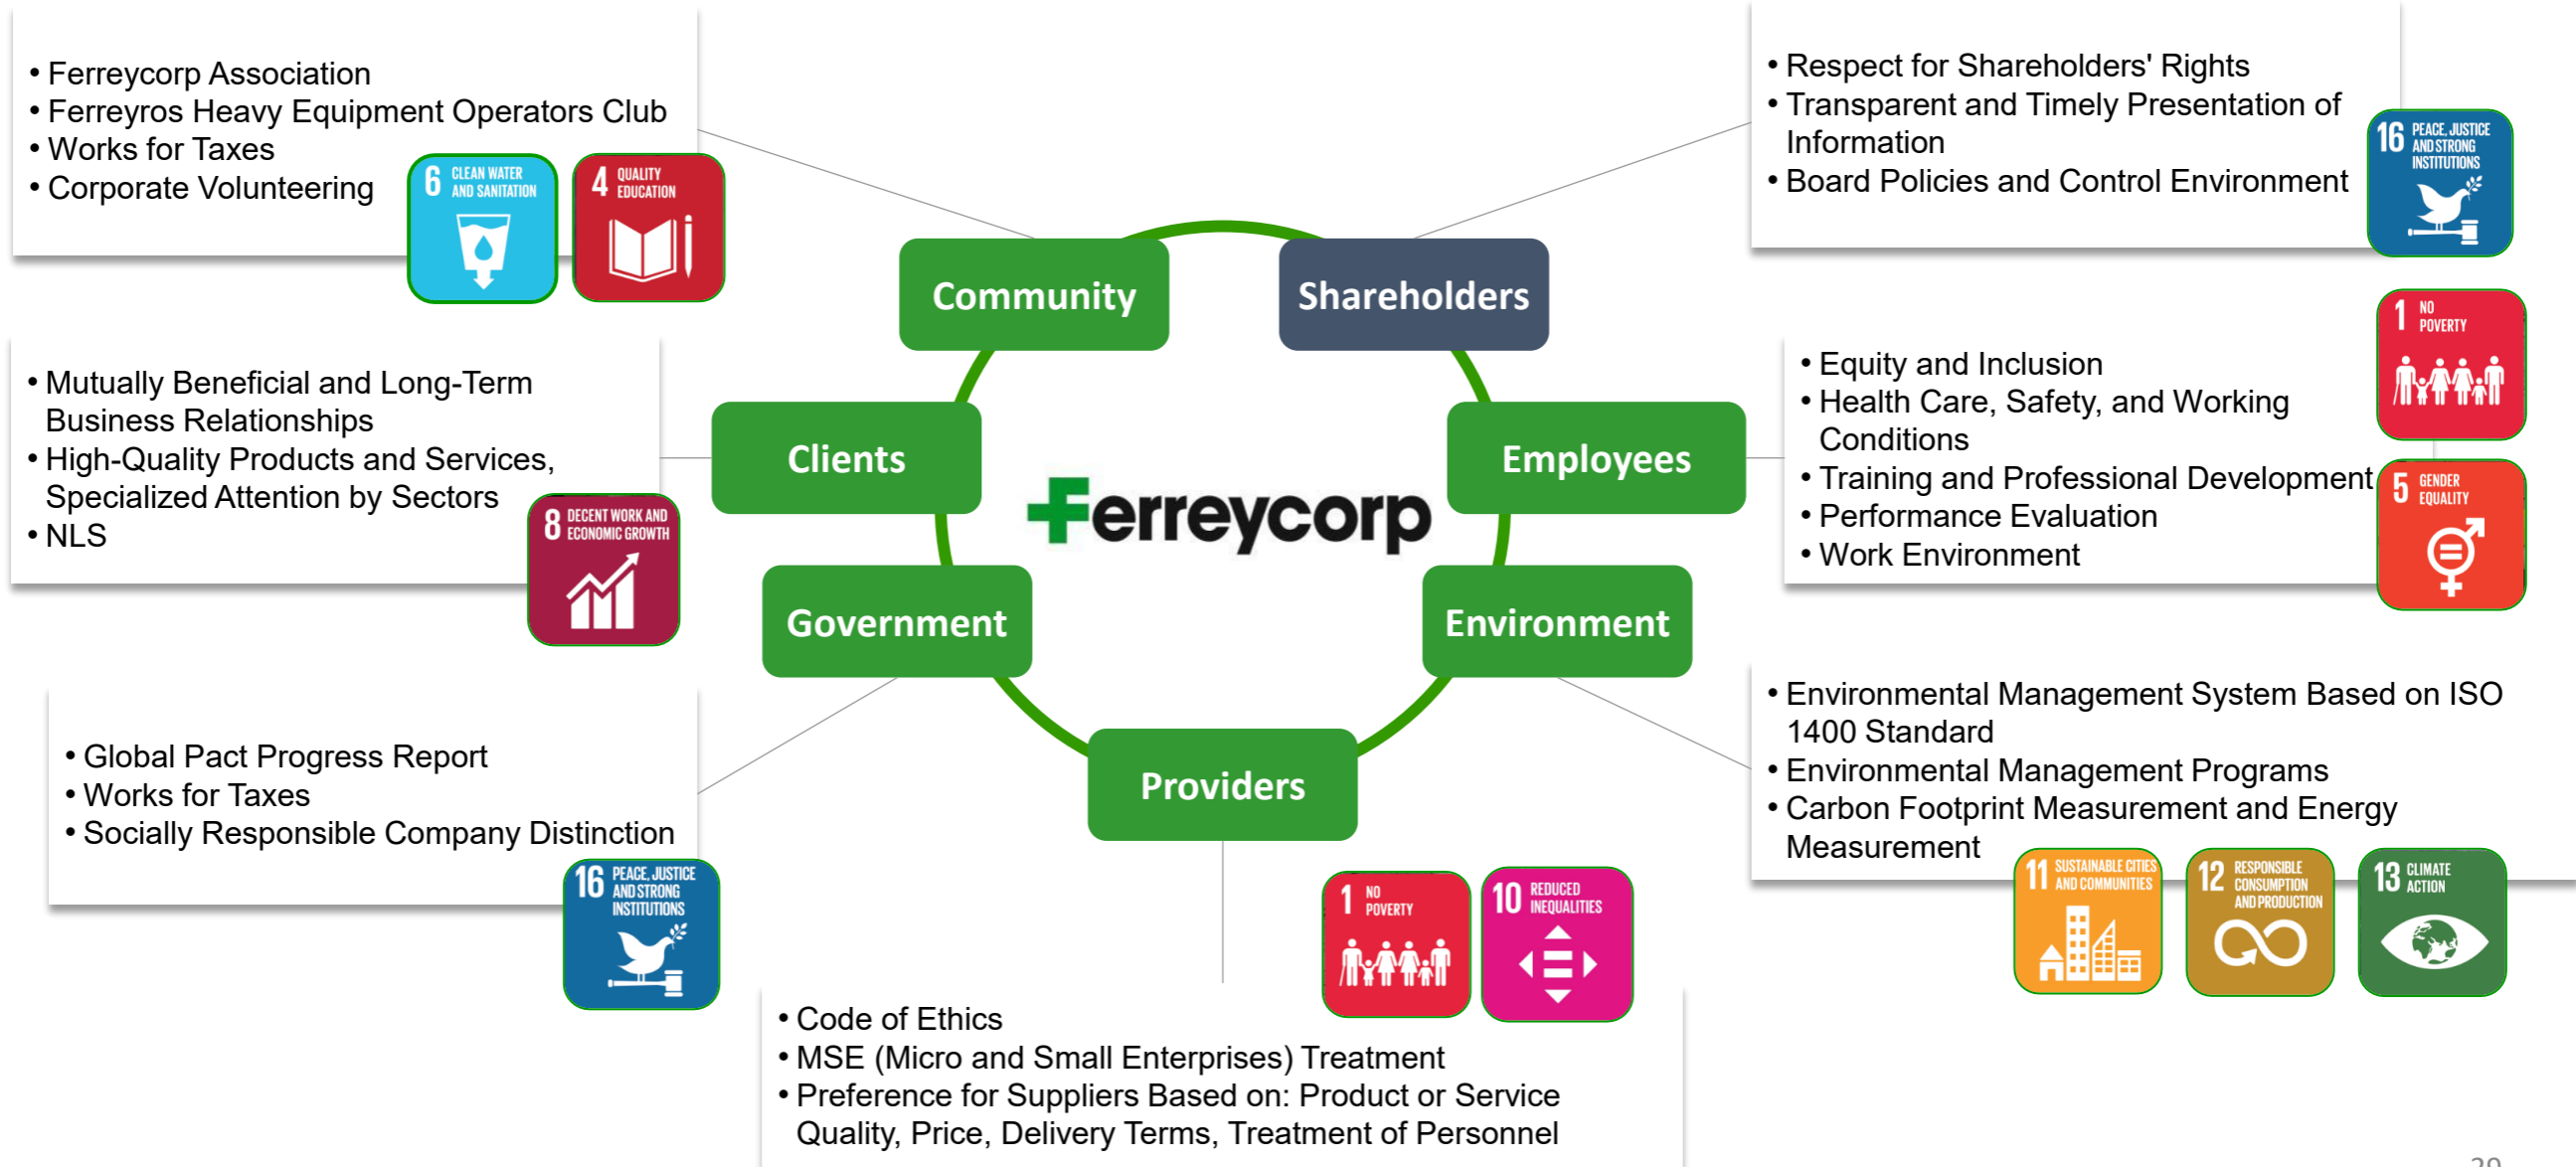 • Ferreycorp Association
• Ferreyros Heavy Equipment Operators Club
• Works for Taxes
• Corporate Volunteering
6 CLEAN WATER
AND SANITATION
4 QUALITY
EDUCATION
• Respect for Shareholders' Rights
• Transparent and Timely Presentation of
Information
• Board Policies and Control Environment
16 PEACE, JUSTICE
AND STRONG
INSTITUTIONS
Community
Shareholders
• Mutually Beneficial and Long-Term
Business Relationships
• High-Quality Products and Services,
Specialized Attention by Sectors
• NLS
8 DECENT WORK AND
ECONOMIC GROWTH
Clients
Ferreycorp
Employees
• Equity and Inclusion
• Health Care, Safety, and Working
Conditions
• Training and Professional Development
• Performance Evaluation
• Work Environment
1 NO
POVERTY
5 GENDER
EQUALITY
Government
Environment
• Global Pact Progress Report
• Works for Taxes
• Socially Responsible Company Distinction
16 PEACE, JUSTICE
AND STRONG
INSTITUTIONS
Providers
• Environmental Management System Based on ISO
1400 Standard
• Environmental Management Programs
• Carbon Footprint Measurement and Energy
Measurement
11 SUSTAINABLE CITIES
AND COMMUNITIES
12 RESPONSIBLE
CONSUMPTION
AND PRODUCTION
13 CLIMATE
ACTION
1 NO
POVERTY
10 REDUCED
INEQUALITIES
• Code of Ethics
• MSE (Micro and Small Enterprises) Treatment
• Preference for Suppliers Based on: Product or Service
Quality, Price, Delivery Terms, Treatment of Personnel